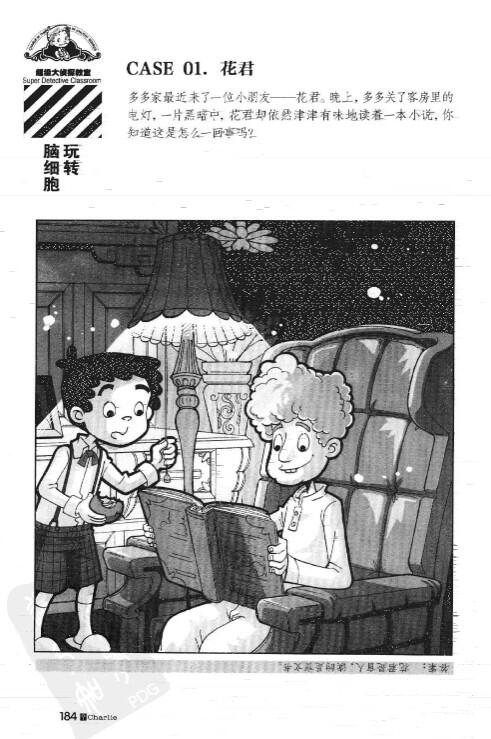 超级大侦探教室
Super Detective Classroom
玩转
脑细胞
CASE 01. 花君
多多家最近来了一位小朋友——花君。晚上，多多关了客房里的
电灯，一片黑暗中，花君却依然津津有味地读着一本小说，你
知道这是怎么一回事吗？
答案：花君是盲人，读的是盲文书
184 Charlie
PDG